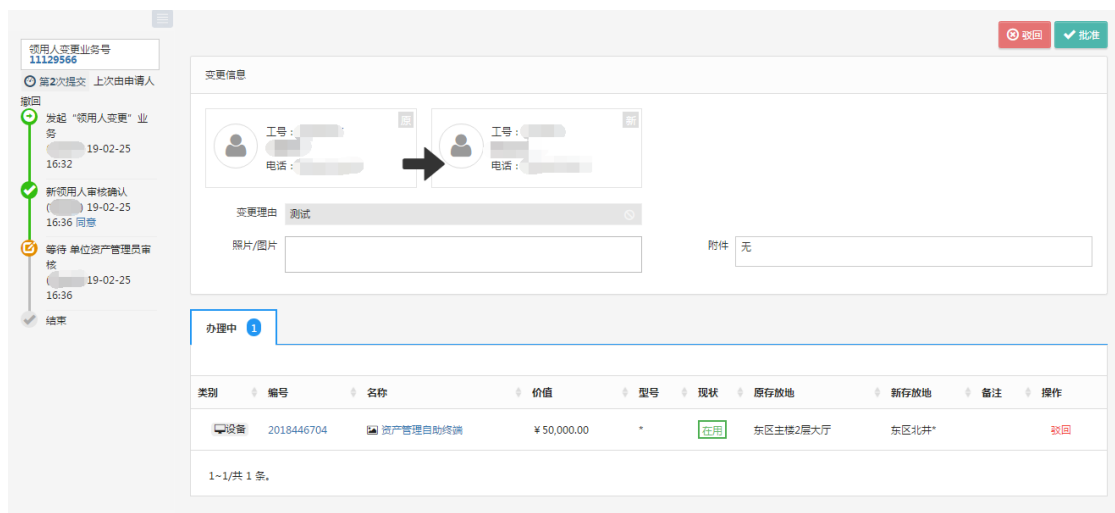 领用人变更业务号
11129566
第2次提交 上次由申请人
撤回
发起“领用人变更”业
务
19-02-25
16:32
新领用人审核确认
( ) 19-02-25
16:36 同意
等待 单位资产管理员审
核
( 19-02-25
16:36
结束
驳回 批准
变更信息
工号：
原
电话：
工号：
新
电话：
变更理由 测试
照片/图片
附件 无
办理中 1
类别 编号 名称 价值 型号 现状 原存放地 新存放地 备注 操作
设备 2018446704 资产管理自助终端 ¥ 50,000.00 * 在用 东区主楼2层大厅 东区北井* 驳回
1~1/共 1 条。